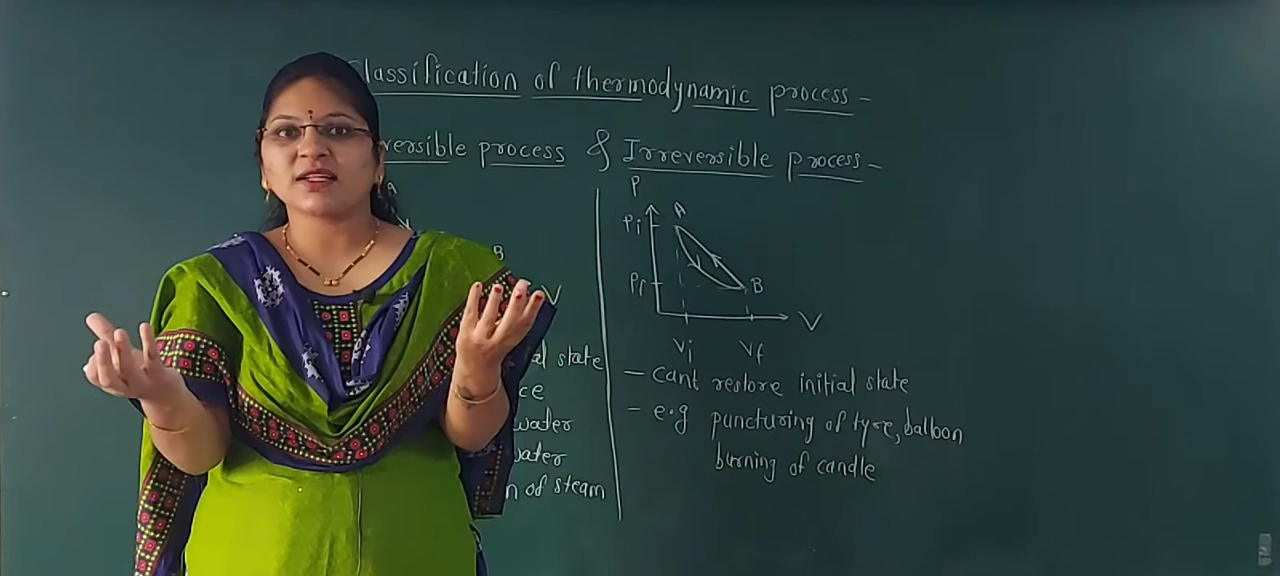 Classification of thermodynamic process -
versible process & Irreversible process -
A
B
V
al state
ce
water
water
n of steam
P
A
Pi
Pf
B
V
Vi
Vf
- cant restore initial state
- e.g puncturing of tyre, balloon
burning of candle